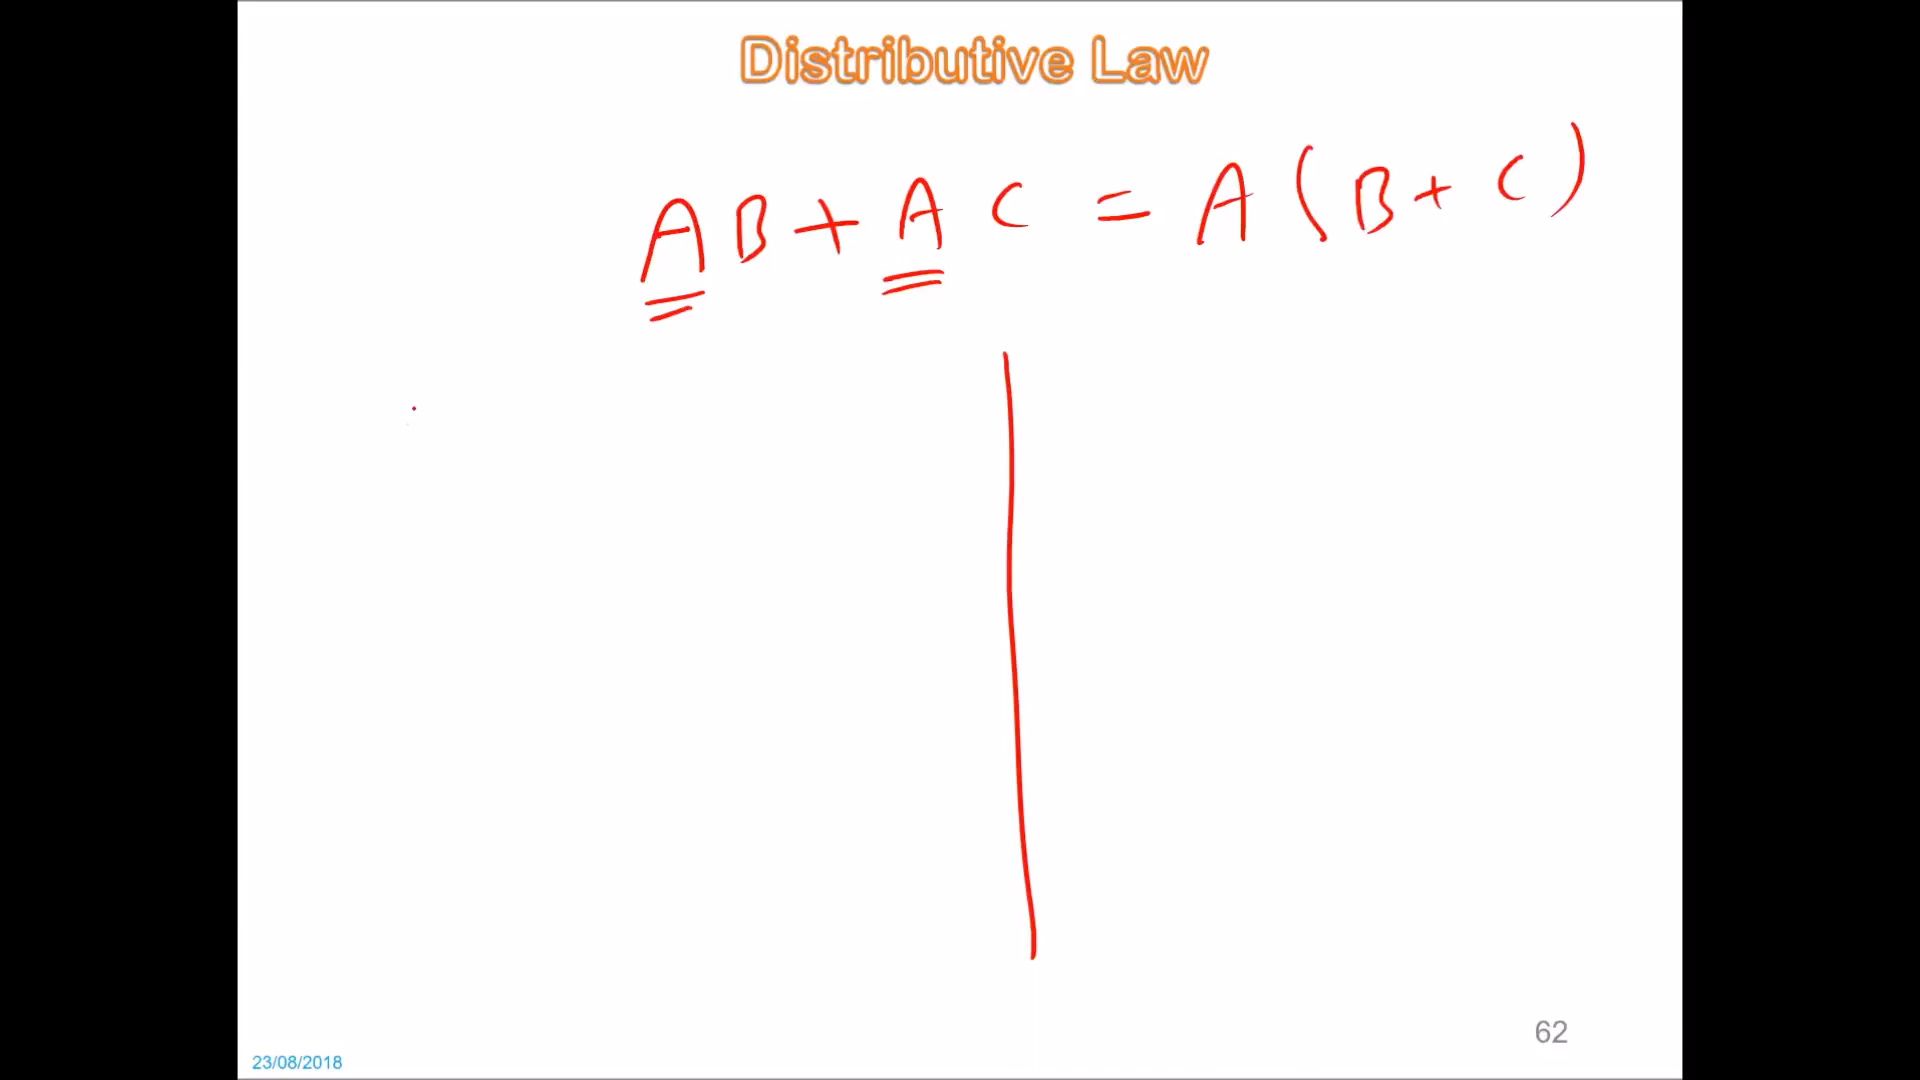 Distributive Law
AB + AC = A(B + C)
62
23/08/2018